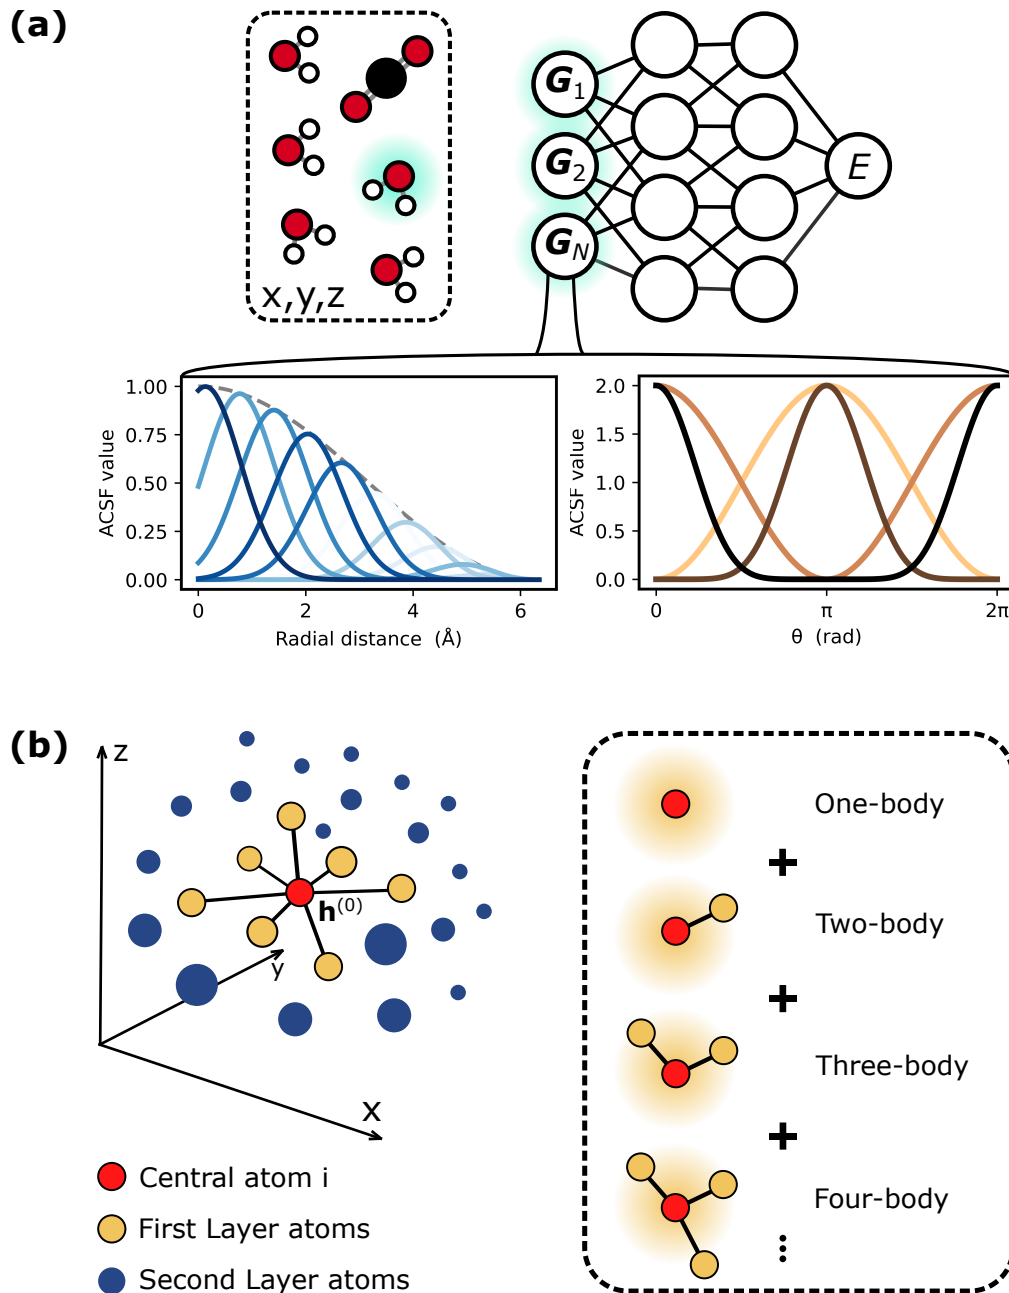 (a)
x,y,z
G1
G2
GN
E
1.00
0.75
0.50
0.25
0.00
ACSF value
0 2 4 6
Radial distance (Å)
2.0
1.5
1.0
0.5
0.0
ACSF value
0 π 2π
θ (rad)
(b)
z
y
x
h(0)
Central atom i
First Layer atoms
Second Layer atoms
One-body
+
Two-body
+
Three-body
+
Four-body
⋮